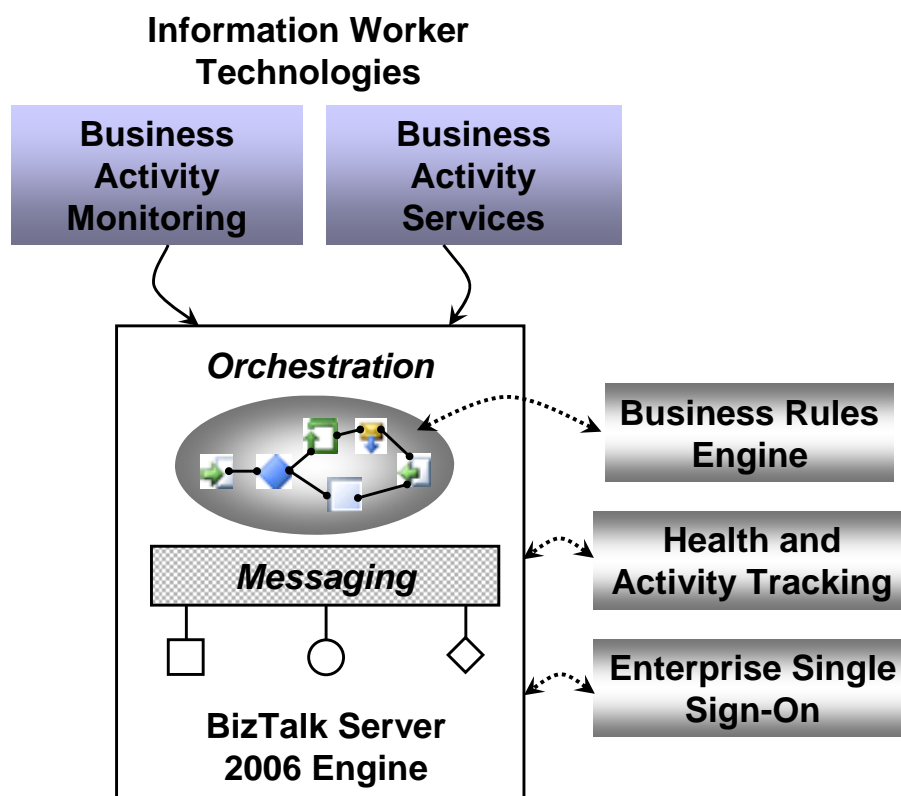 Information Worker
Technologies
Business
Activity
Monitoring
Business
Activity
Services
Orchestration
Business Rules
Engine
Messaging
Health and
Activity Tracking
Enterprise Single
Sign-On
BizTalk Server
2006 Engine